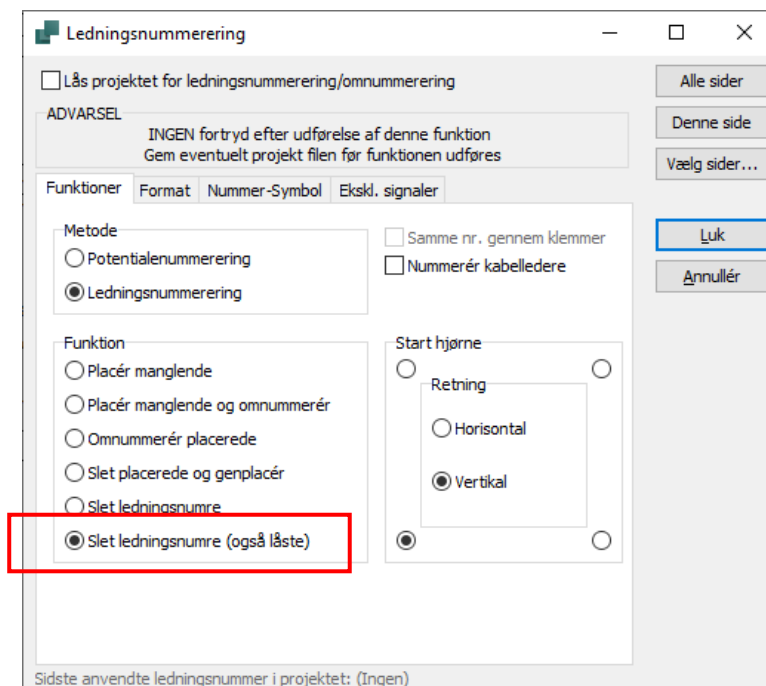 Ledningsnummerering
Lås projektet for ledningsnummerering/omnummerering
Alle sider
ADVARSEL
INGEN fortryd efter udførelse af denne funktion
Gem eventuelt projekt filen før funktionen udføres
Denne side
Vælg sider...
Funktioner Format Nummer-Symbol Ekskl. signaler
Metode
Potentialenummerering
Ledningsnummerering
Samme nr. gennem klemmer
Nummerér kabelledere
Luk
Annullér
Funktion
Placér manglende
Placér manglende og omnummerér
Omnummerér placerede
Slet placerede og genplacér
Slet ledningsnumre
Slet ledningsnumre (også låste)
Start hjørne
Retning
Horisontal
Vertikal
Sidste anvendte ledningsnummer i projektet: (Ingen)